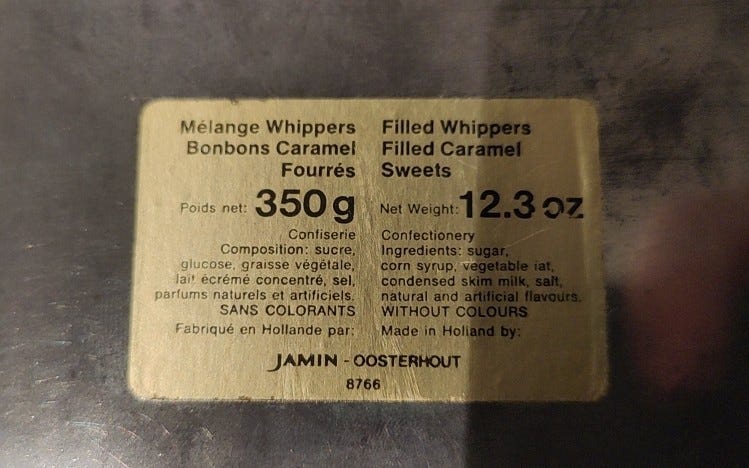 Mélange Whippers
Bonbons Caramel
Fourrés
Poids net: 350g
Confiserie
Composition: sucre,
glucose, graisse végétale,
lait écrémé concentré, sel,
parfums naturels et artificiels.
SANS COLORANTS
Fabriqué en Hollande par:
Filled Whippers
Filled Caramel
Sweets
Net Weight: 12.3 oz
Confectionery
Ingredients: sugar,
corn syrup, vegetable fat,
condensed skim milk, salt,
natural and artificial flavours.
WITHOUT COLOURS
Made in Holland by:
JAMIN - OOSTERHOUT
8766